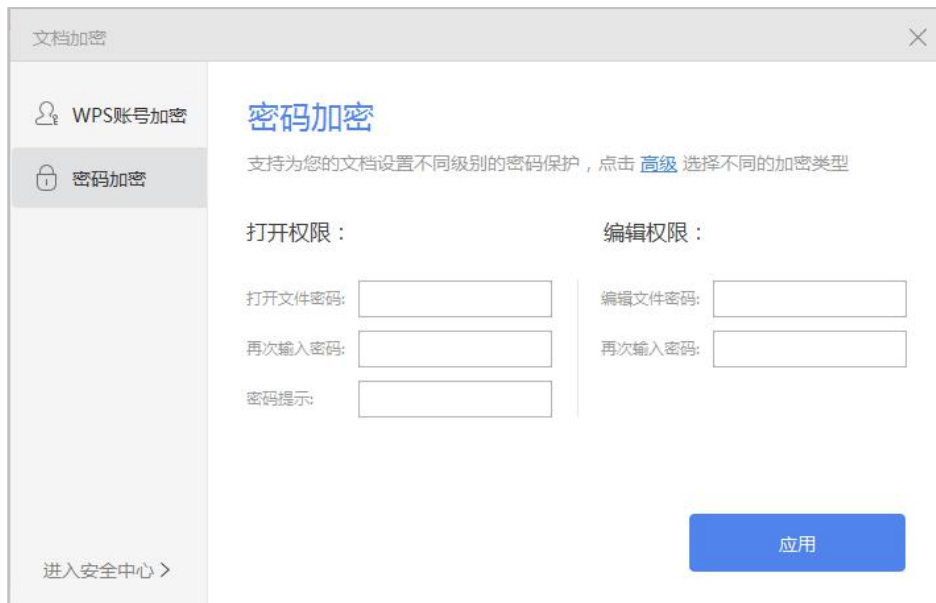 文档加密
WPS账号加密
密码加密
密码加密
支持为您的文档设置不同级别的密码保护，点击 高级 选择不同的加密类型
打开权限：
编辑权限：
打开文件密码:
编辑文件密码:
再次输入密码:
再次输入密码:
密码提示:
应用
进入安全中心 >